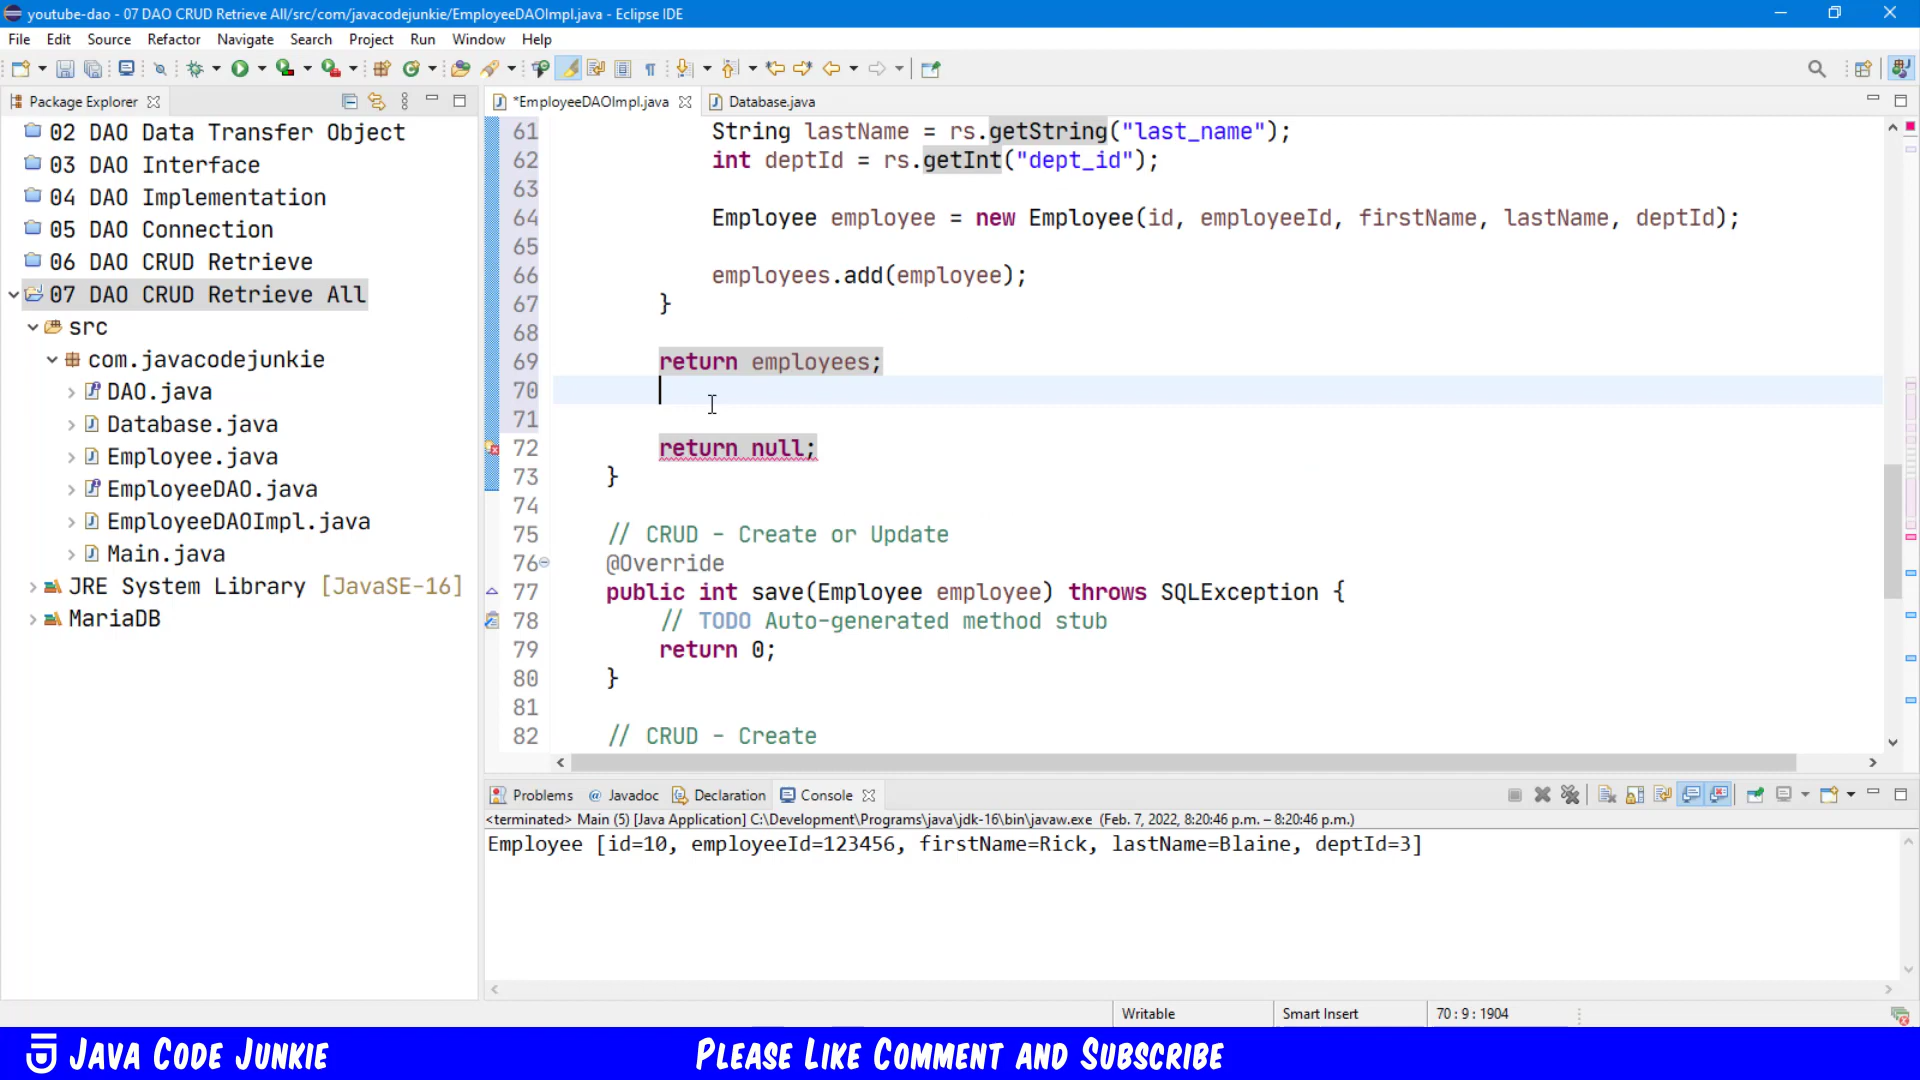 youtube-dao - 07 DAO CRUD Retrieve All/src/com/javacodejunkie/EmployeeDAOImpl.java - Eclipse IDE
File Edit Source Refactor Navigate Search Project Run Window Help
Package Explorer
*EmployeeDAOImpl.java
Database.java
02 DAO Data Transfer Object
03 DAO Interface
04 DAO Implementation
05 DAO Connection
06 DAO CRUD Retrieve
07 DAO CRUD Retrieve All
src
com.javacodejunkie
DAO.java
Database.java
Employee.java
EmployeeDAO.java
EmployeeDAOImpl.java
Main.java
JRE System Library [JavaSE-16]
MariaDB
61 String lastName = rs.getString("last_name");
62 int deptId = rs.getInt("dept_id");
63
64 Employee employee = new Employee(id, employeeId, firstName, lastName, deptId);
65
66 employees.add(employee);
67 }
68
69 return employees;
70
71
72 return null;
73 }
74
75 // CRUD - Create or Update
76 @Override
77 public int save(Employee employee) throws SQLException {
78 // TODO Auto-generated method stub
79 return 0;
80 }
81
82 // CRUD - Create
Problems @ Javadoc Declaration Console
<terminated> Main (5) [Java Application] C:\Development\Programs\java\jdk-16\bin\javaw.exe (Feb. 7, 2022, 8:20:46 p.m. – 8:20:46 p.m.)
Employee [id=10, employeeId=123456, firstName=Rick, lastName=Blaine, deptId=3]
Writable Smart Insert 70 : 9 : 1904
JAVA CODE JUNKIE
PLEASE LIKE COMMENT AND SUBSCRIBE